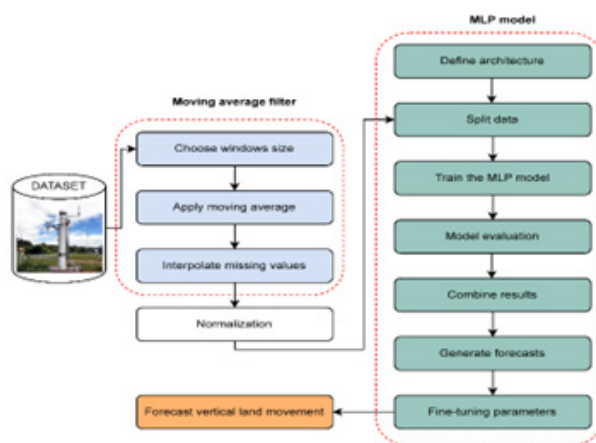 MLP model
Define architecture
Moving average filter
Choose windows size
Split data
DATASET
Train the MLP model
Apply moving average
Model evaluation
Interpolate missing values
Combine results
Normalization
Generate forecasts
Forecast vertical land movement
Fine-tuning parameters